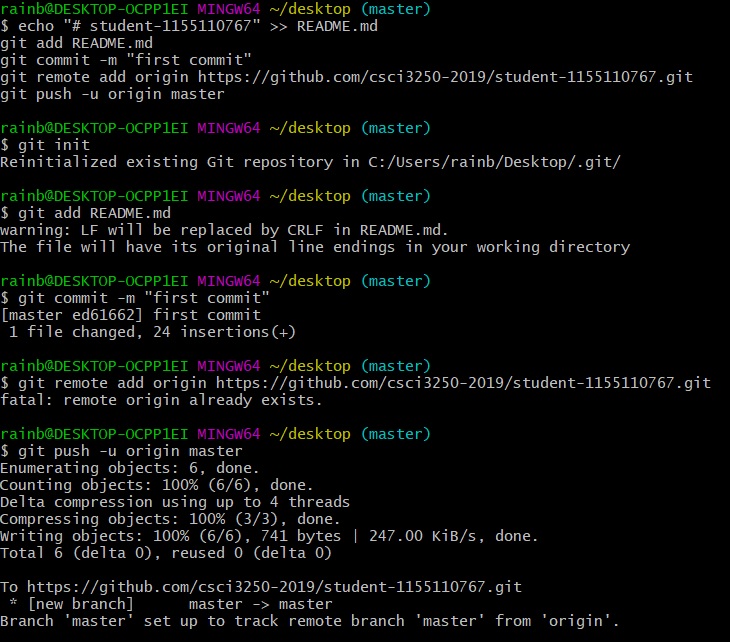 rainb@DESKTOP-OCPP1EI MINGW64 ~/desktop (master)
$ echo "# student-1155110767" >> README.md
git add README.md
git commit -m "first commit"
git remote add origin https://github.com/csci3250-2019/student-1155110767.git
git push -u origin master
rainb@DESKTOP-OCPP1EI MINGW64 ~/desktop (master)
$ git init
Reinitialized existing Git repository in C:/Users/rainb/Desktop/.git/
rainb@DESKTOP-OCPP1EI MINGW64 ~/desktop (master)
$ git add README.md
warning: LF will be replaced by CRLF in README.md.
The file will have its original line endings in your working directory
rainb@DESKTOP-OCPP1EI MINGW64 ~/desktop (master)
$ git commit -m "first commit"
[master ed61662] first commit
 1 file changed, 24 insertions(+)
rainb@DESKTOP-OCPP1EI MINGW64 ~/desktop (master)
$ git remote add origin https://github.com/csci3250-2019/student-1155110767.git
fatal: remote origin already exists.
rainb@DESKTOP-OCPP1EI MINGW64 ~/desktop (master)
$ git push -u origin master
Enumerating objects: 6, done.
Counting objects: 100% (6/6), done.
Delta compression using up to 4 threads
Compressing objects: 100% (3/3), done.
Writing objects: 100% (6/6), 741 bytes | 247.00 KiB/s, done.
Total 6 (delta 0), reused 0 (delta 0)
To https://github.com/csci3250-2019/student-1155110767.git
 * [new branch]      master -> master
Branch 'master' set up to track remote branch 'master' from 'origin'.